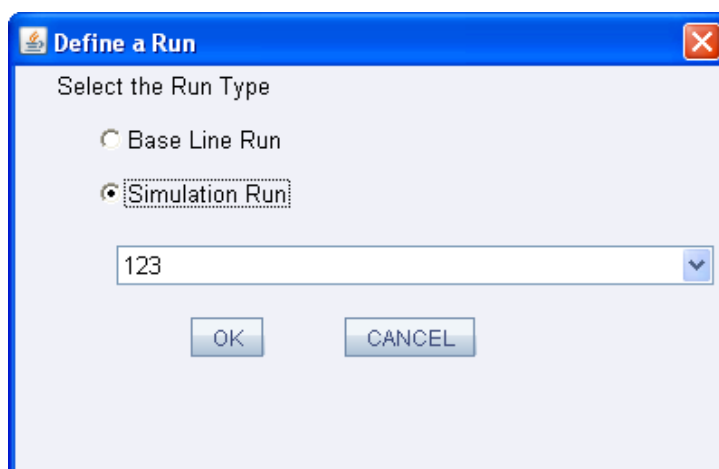 Define a Run
Select the Run Type
Base Line Run
Simulation Run
123
OK CANCEL